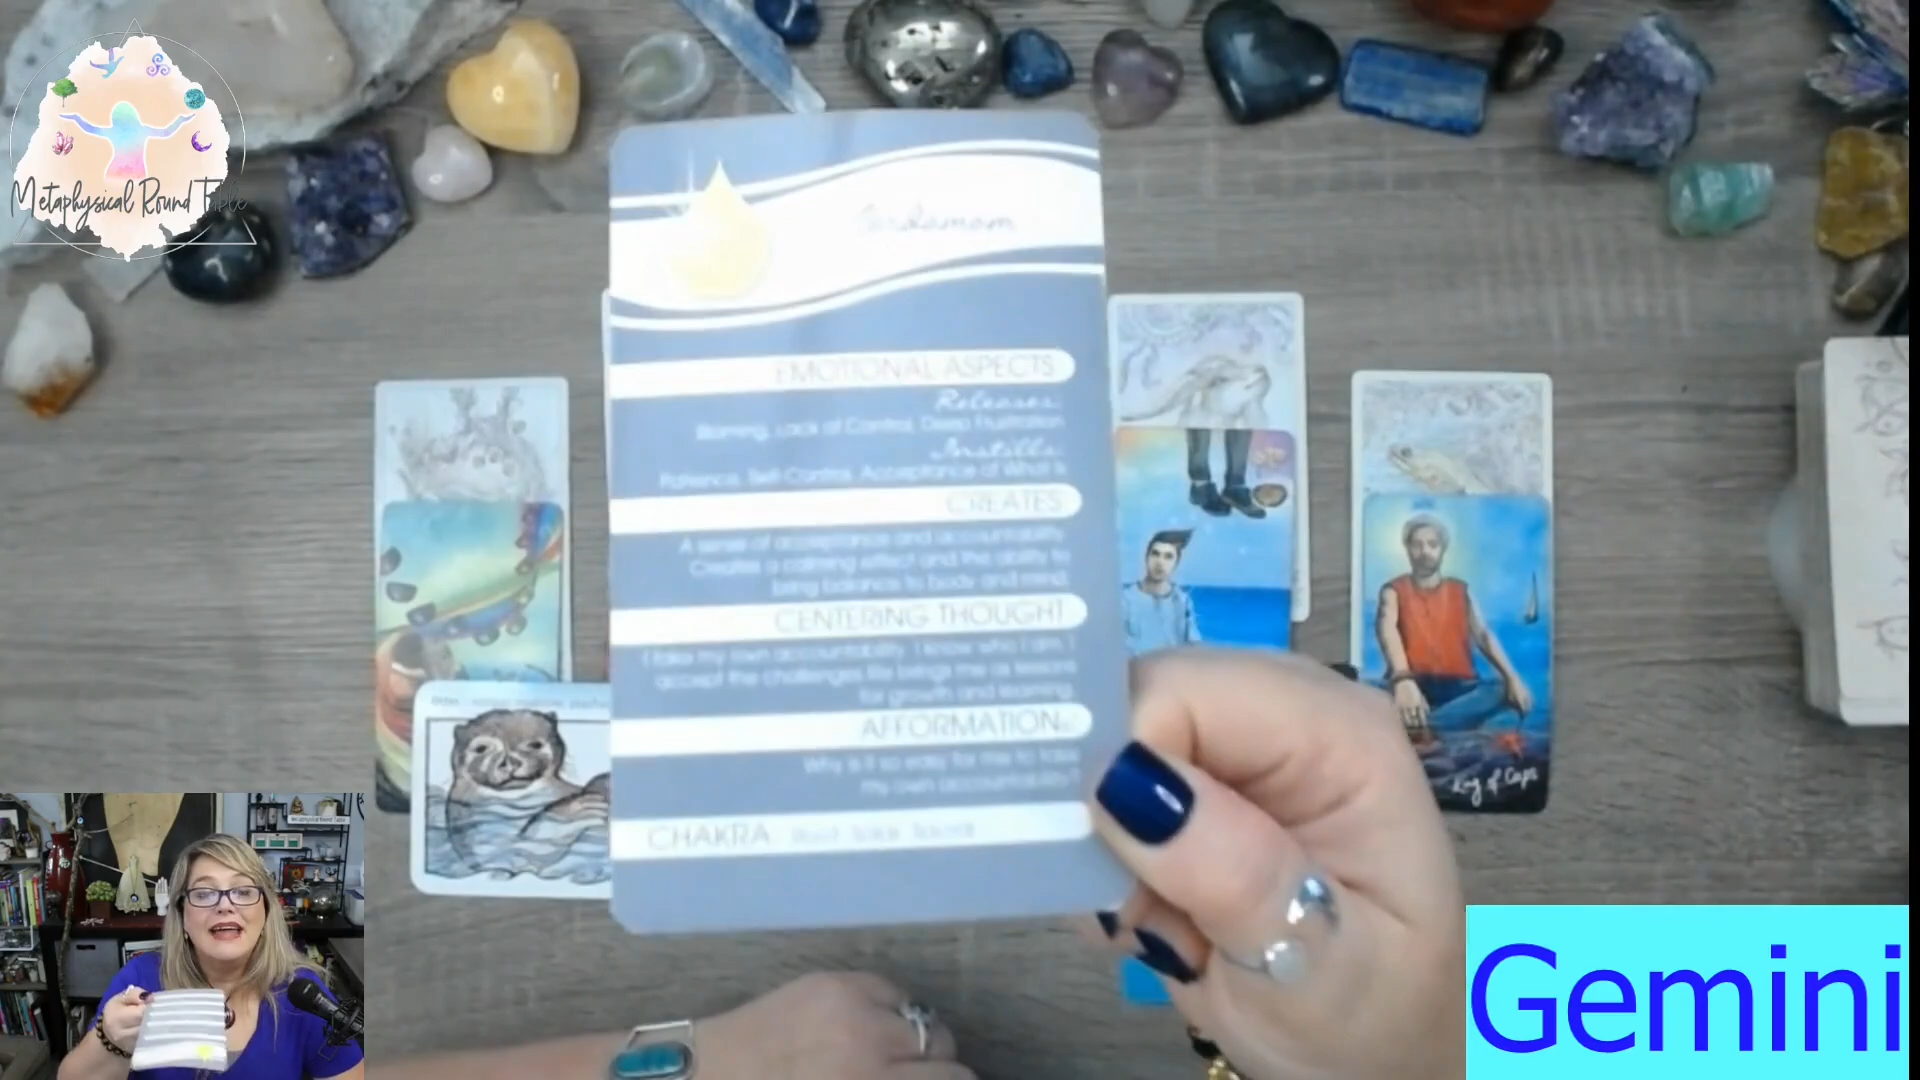 Metaphysical Round Table
Cardamom
EMOTIONAL ASPECTS
Releases:
Blaming, Lack of Control, Deep Frustration
Instills:
Patience, Self-Control, Acceptance of What Is
CREATES
A sense of acceptance and accountability.
Creates a calming effect and the ability to
bring balance to body and mind.
CENTERING THOUGHT
I take my own accountability. I know who I am. I
accept the challenges life brings me as lessons
for growth and learning.
AFFORMATION
Why is it so easy for me to take
my own accountability?
CHAKRA
King of Cups
Gemini